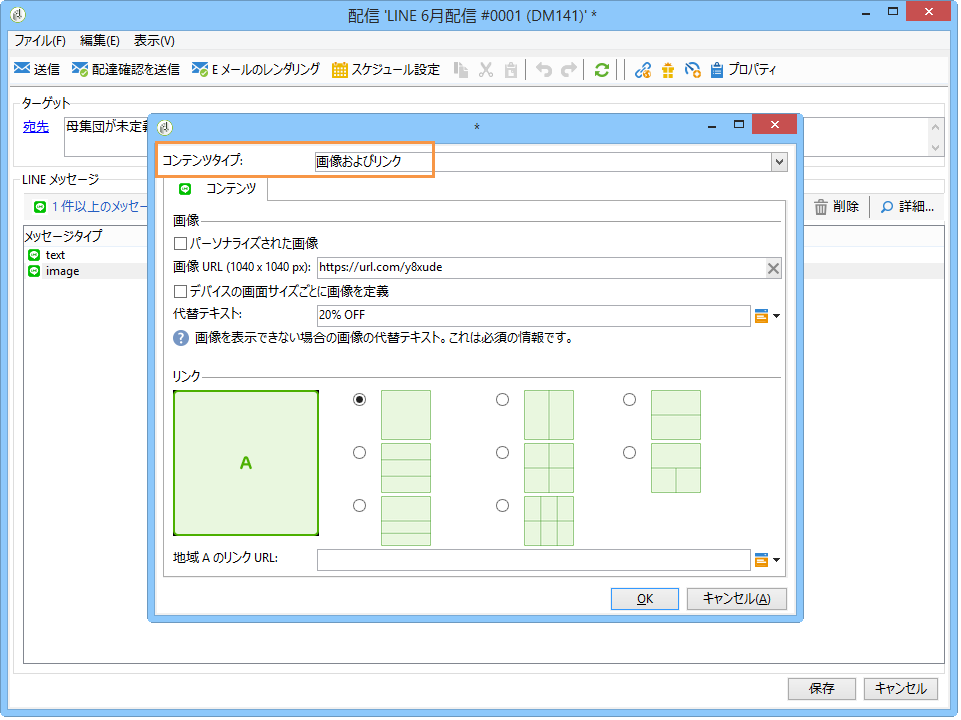 配信 'LINE 6月配信 #0001 (DM141)' *
ファイル(F) 編集(E) 表示(V)
送信 配達確認を送信 E メールのレンダリング スケジュール設定 プロパティ
ターゲット
宛先 母集団が未定義
*
コンテンツタイプ: 画像およびリンク
LINE メッセージ
コンテンツ
1 件以上のメッセー 削除 詳細...
メッセージタイプ
text
image
画像
パーソナライズされた画像
画像 URL (1040 x 1040 px): https://url.com/y8xude
デバイスの画面サイズごとに画像を定義
代替テキスト: 20% OFF
画像を表示できない場合の画像の代替テキスト。これは必須の情報です。
リンク
A
地域 A のリンク URL:
OK キャンセル(A)
保存 キャンセル